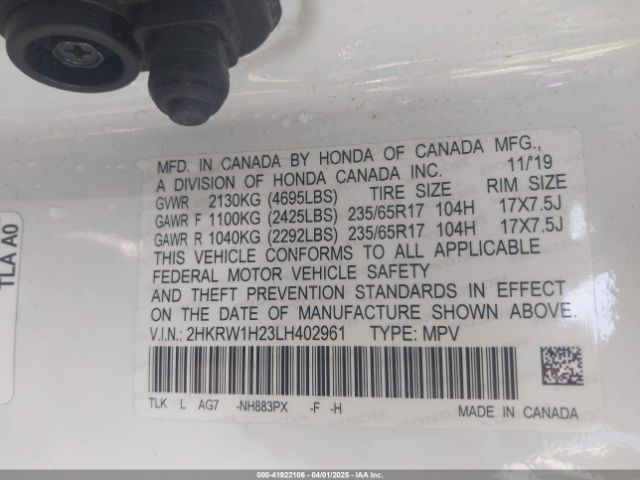 MFD. IN CANADA BY HONDA OF CANADA MFG.,
A DIVISION OF HONDA CANADA INC. 11/'19
GVWR 2130KG (4695LBS) TIRE SIZE RIM SIZE
GAWR F 1100KG (2425LBS) 235/65R17 104H 17X7.5J
GAWR R 1040KG (2292LBS) 235/65R17 104H 17X7.5J
THIS VEHICLE CONFORMS TO ALL APPLICABLE
FEDERAL MOTOR VEHICLE SAFETY
AND THEFT PREVENTION STANDARDS IN EFFECT
ON THE DATE OF MANUFACTURE SHOWN ABOVE.
V.I.N.: 2HKRW1H23LH402961 TYPE: MPV
TLK L AG7 -NH883PX -F -H
MADE IN CANADA
TLA A0
000-41922106 - 04/01/2025 - IAA Inc.